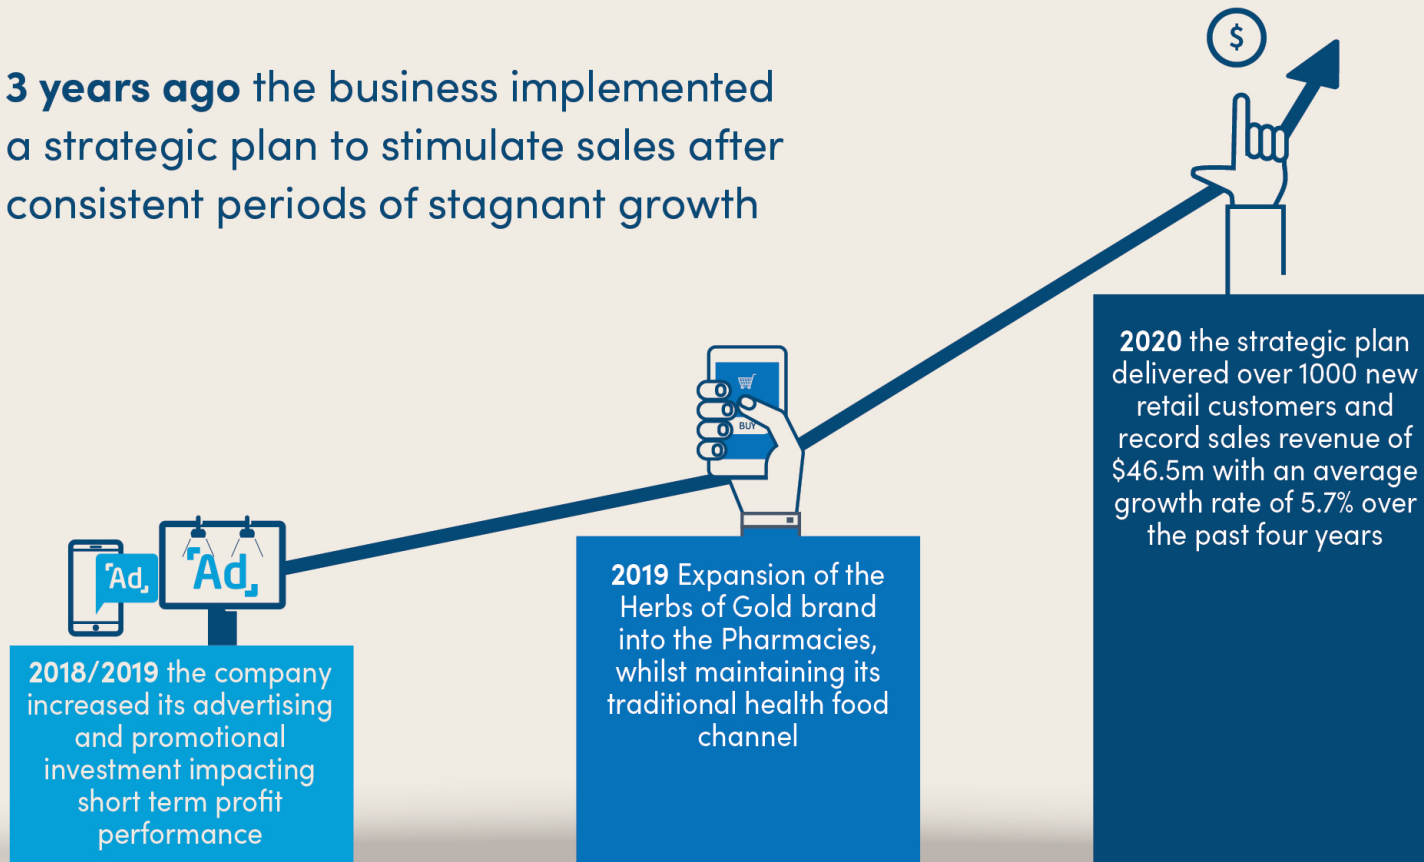 $
3 years ago the business implemented
a strategic plan to stimulate sales after
consistent periods of stagnant growth
BUY
Ad
Ad
2018/2019 the company
increased its advertising
and promotional
investment impacting
short term profit
performance
2019 Expansion of the
Herbs of Gold brand
into the Pharmacies,
whilst maintaining its
traditional health food
channel
2020 the strategic plan
delivered over 1000 new
retail customers and
record sales revenue of
$46.5m with an average
growth rate of 5.7% over
the past four years